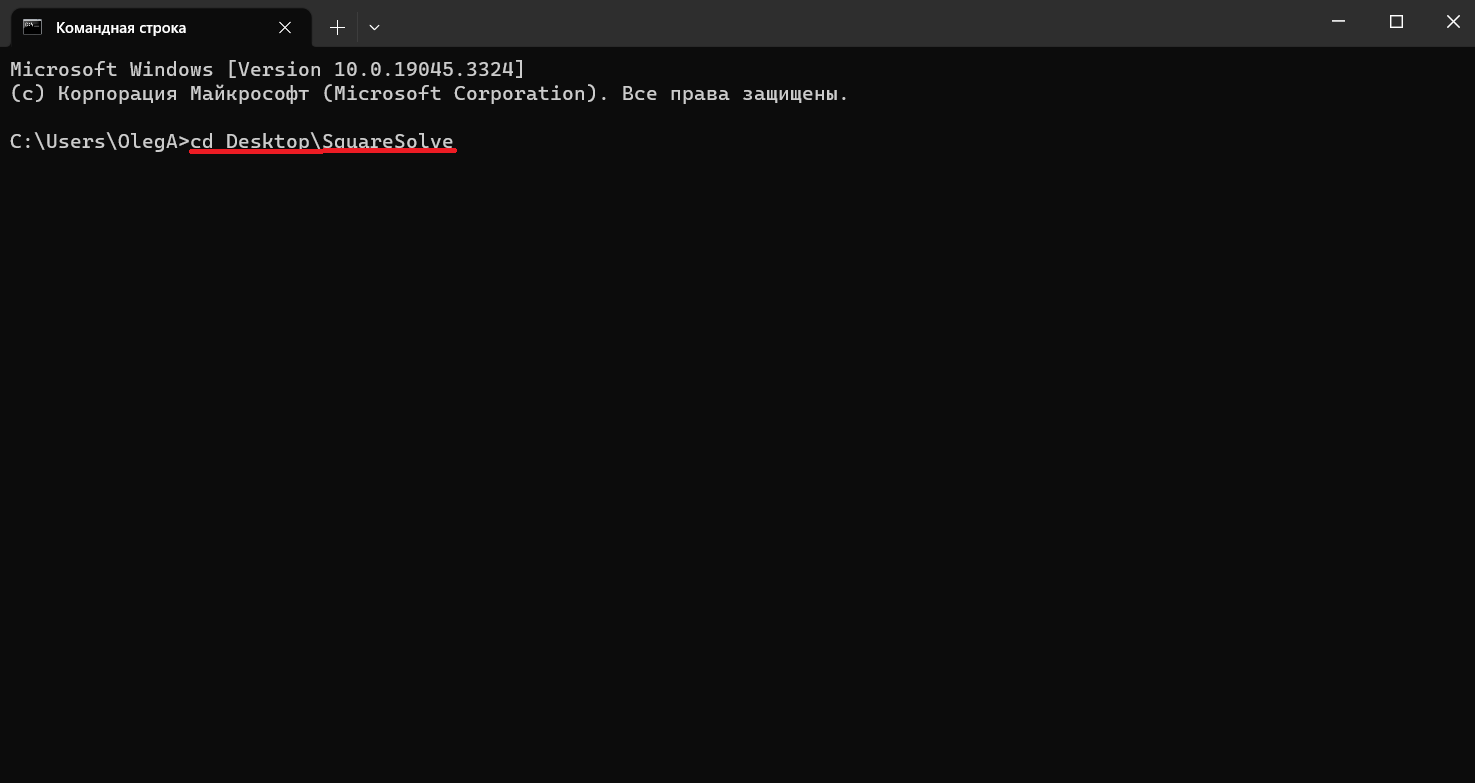 Командная строка
Microsoft Windows [Version 10.0.19045.3324]
(c) Корпорация Майкрософт (Microsoft Corporation). Все права защищены.
C:\Users\OlegA>cd Desktop\SquareSolve